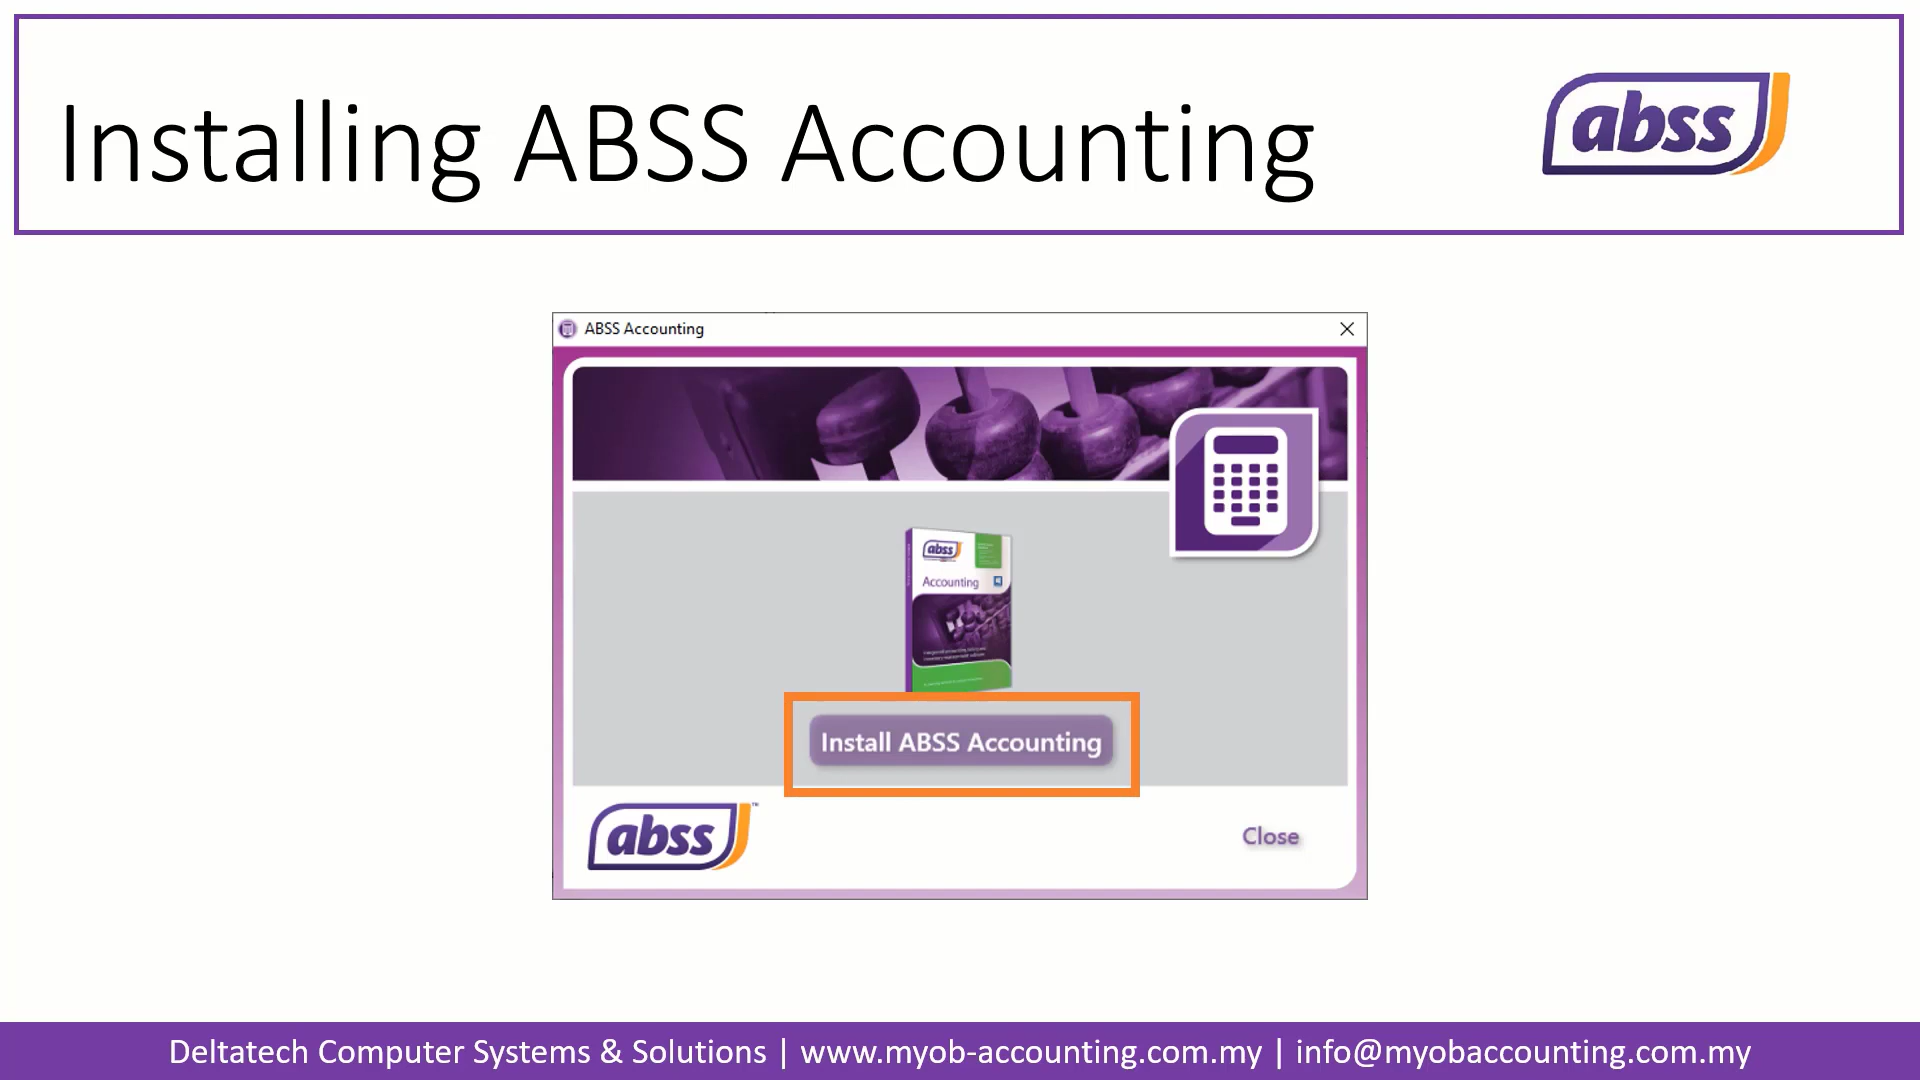 Installing ABSS Accounting
abss
ABSS Accounting
abss
Accounting
Install ABSS Accounting
abss™
Close
Deltatech Computer Systems & Solutions | www.myob-accounting.com.my | info@myobaccounting.com.my